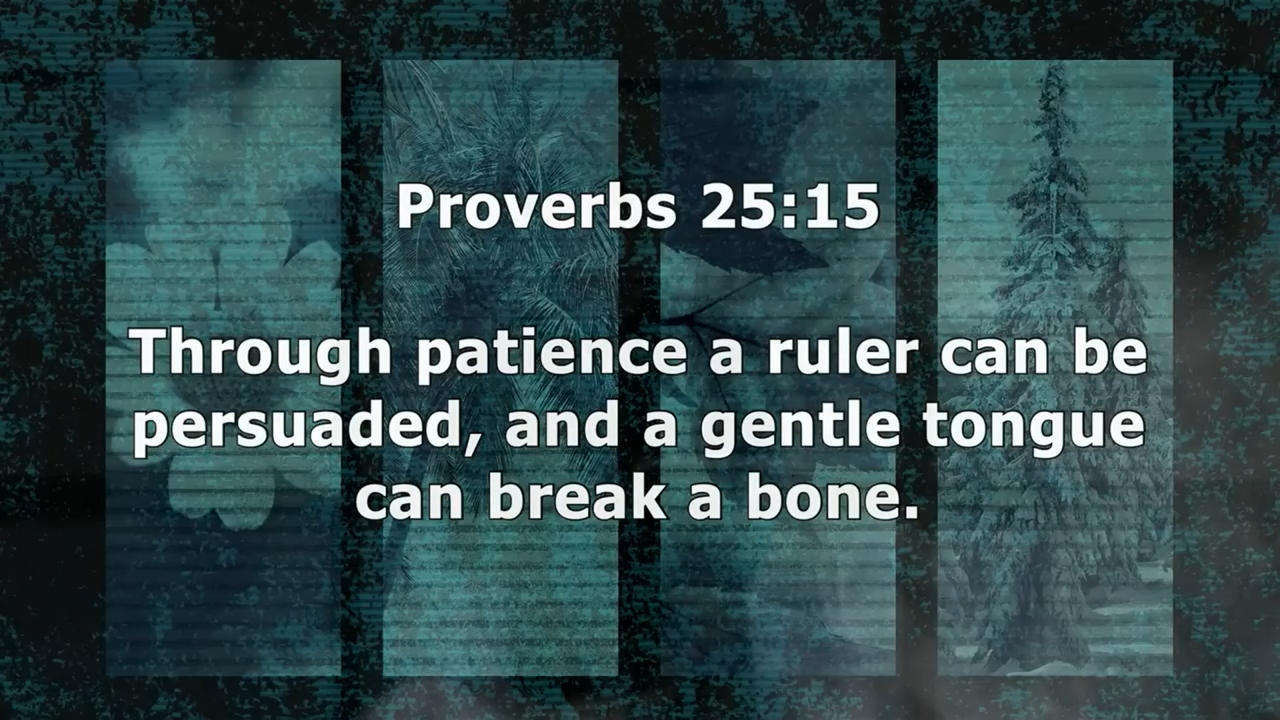 Proverbs 25:15
Through patience a ruler can be
persuaded, and a gentle tongue
can break a bone.